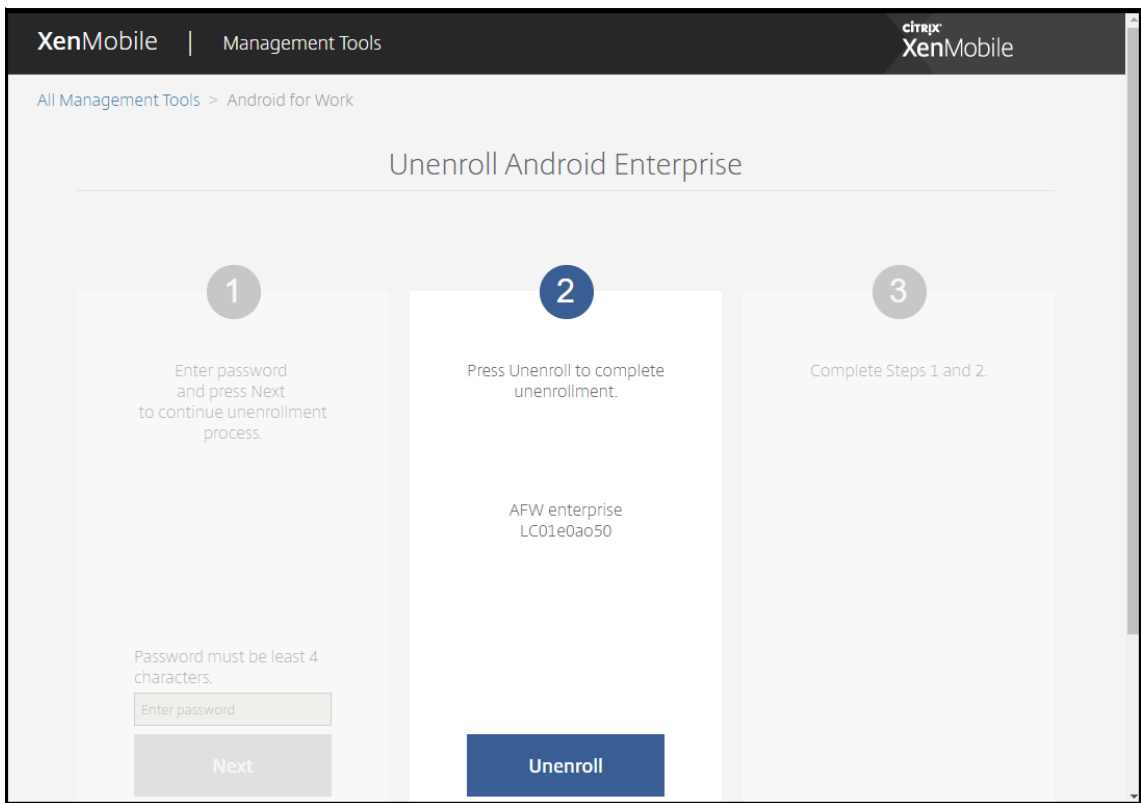 XenMobile | Management Tools
citrix
XenMobile
All Management Tools > Android for Work
Unenroll Android Enterprise
1
Enter password
and press Next
to continue unenrollment
process.
Password must be least 4
characters.
Enter password
Next
2
Press Unenroll to complete
unenrollment.
AFW enterprise
LC01e0ao50
Unenroll
3
Complete Steps 1 and 2.